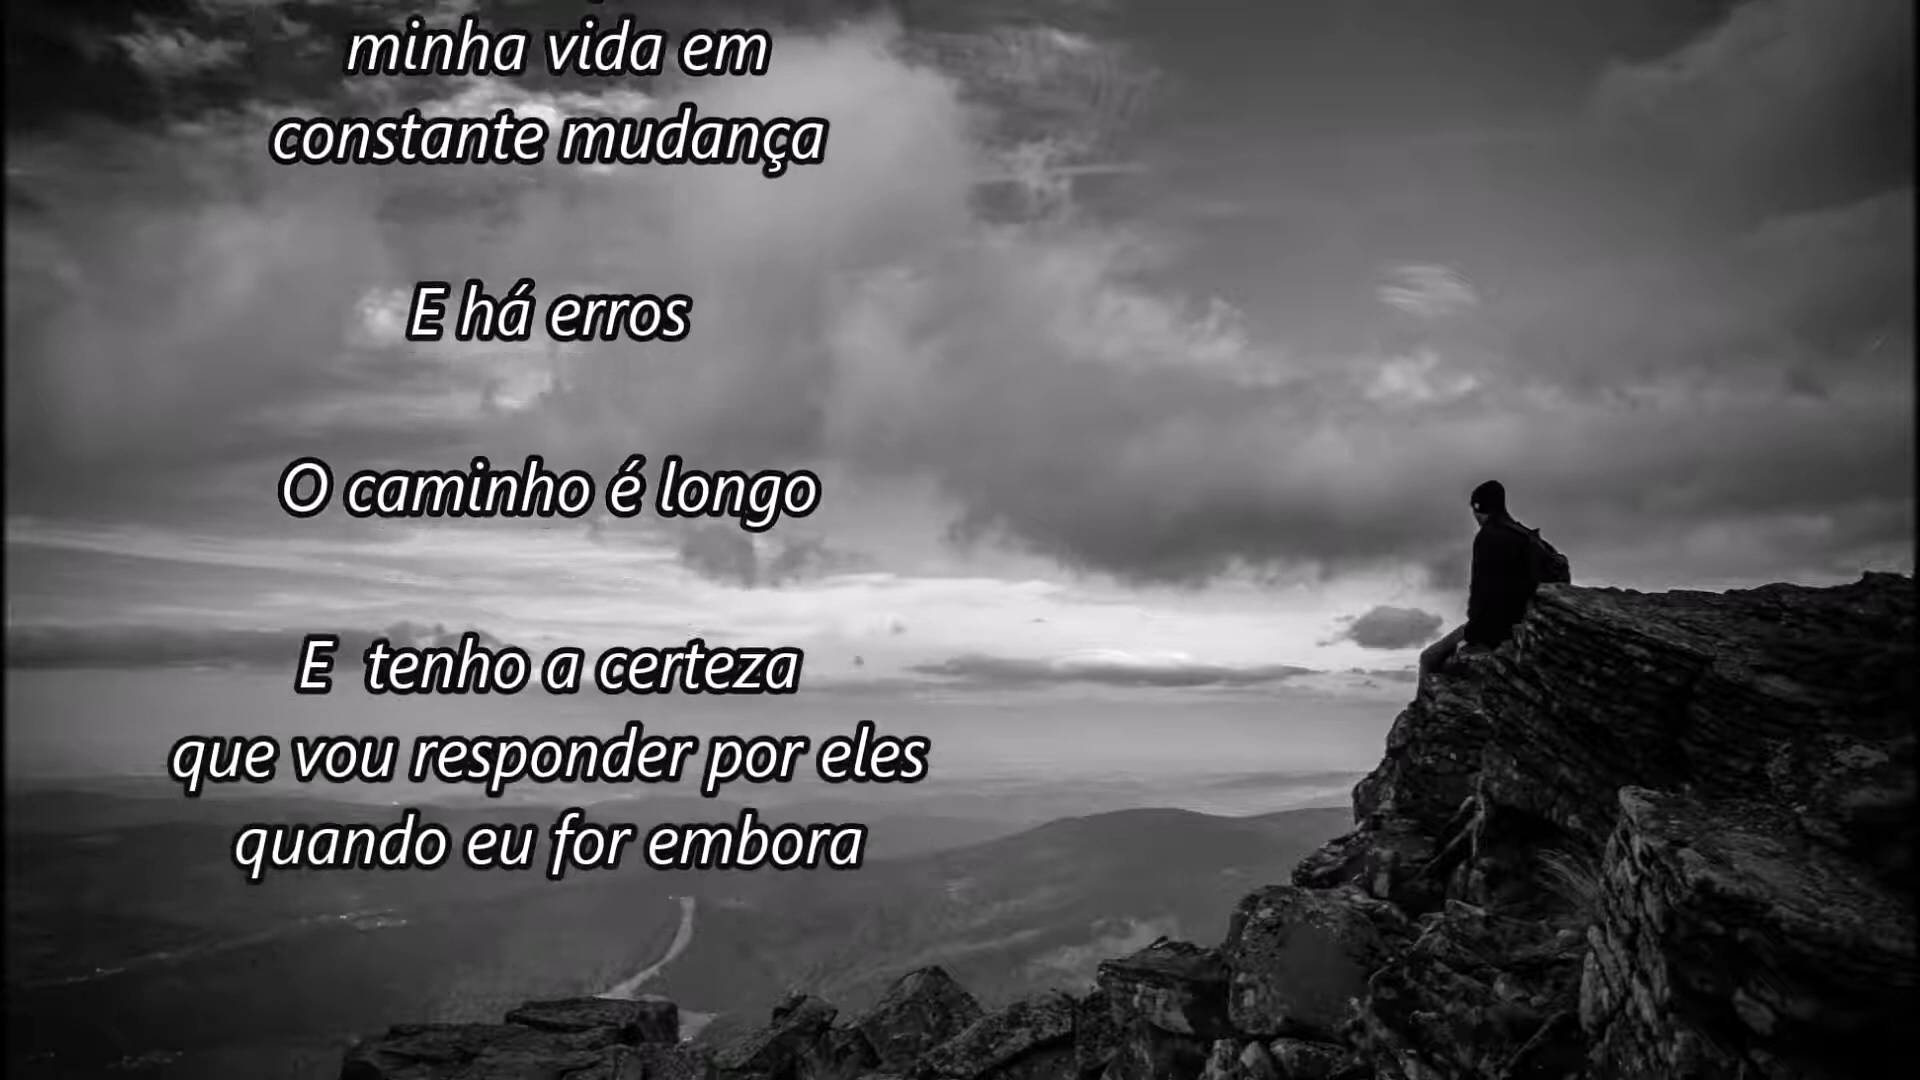 minha vida em
constante mudança
E há erros
O caminho é longo
E tenho a certeza
que vou responder por eles
quando eu for embora